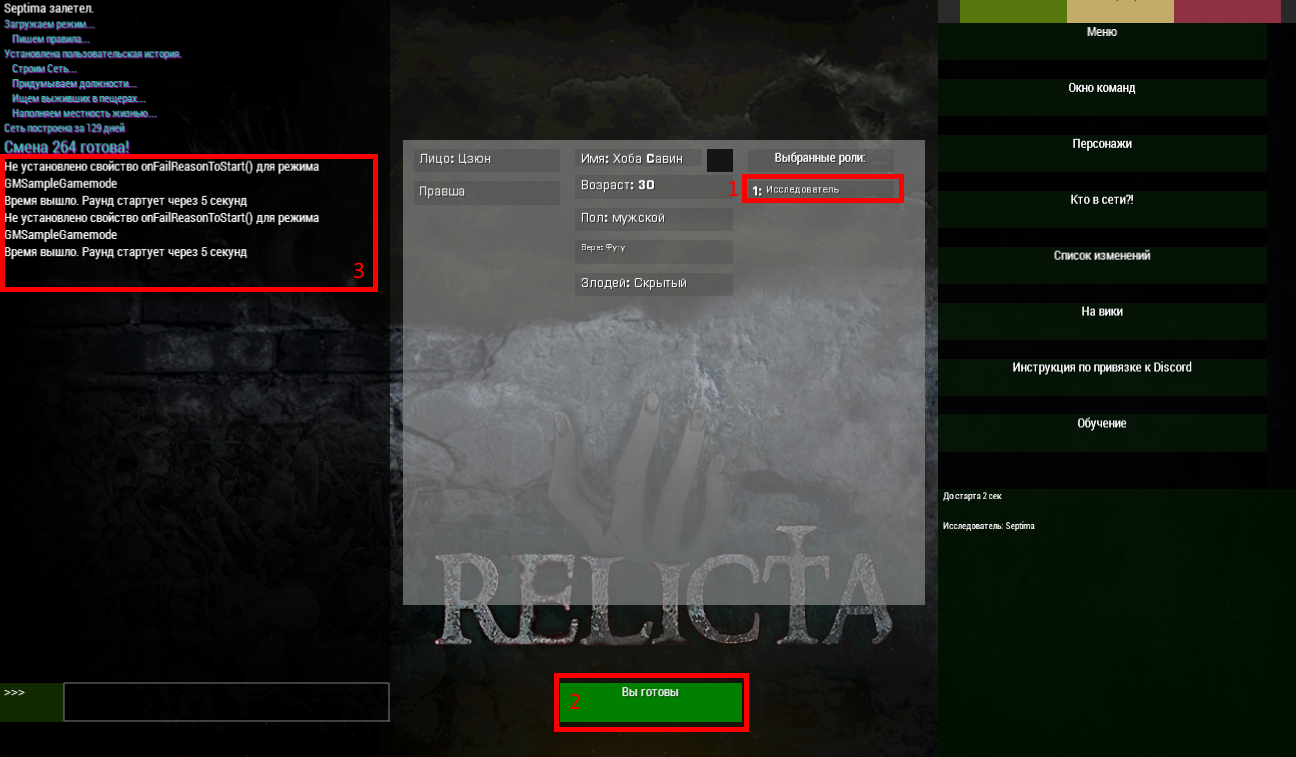 Septima залетел.
Загружаем режим...
Пишем правила...
Установлена пользовательская история.
Строим Сеть...
Придумываем должности...
Ищем выживших в пещерах...
Наполняем местность жизнью...
Сеть построена за 129 дней
Смена 264 готова!
Не установлено свойство onFailReasonToStart() для режима
GMSampleGamemode
Время вышло. Раунд стартует через 5 секунд
Не установлено свойство onFailReasonToStart() для режима
GMSampleGamemode
Время вышло. Раунд стартует через 5 секунд
3
>>>
Лицо: Цзюн
Правша
Имя: Хоба Савин
Возраст: 30
Пол: мужской
Вера: Футу
Злодей: Скрытый
Выбранные роли:
1
1: Исследователь
RELICTA
2
Вы готовы
Меню
Окно команд
Персонажи
Кто в сети?!
Список изменений
На вики
Инструкция по привязке к Discord
Обучение
До старта 2 сек
Исследователь: Septima